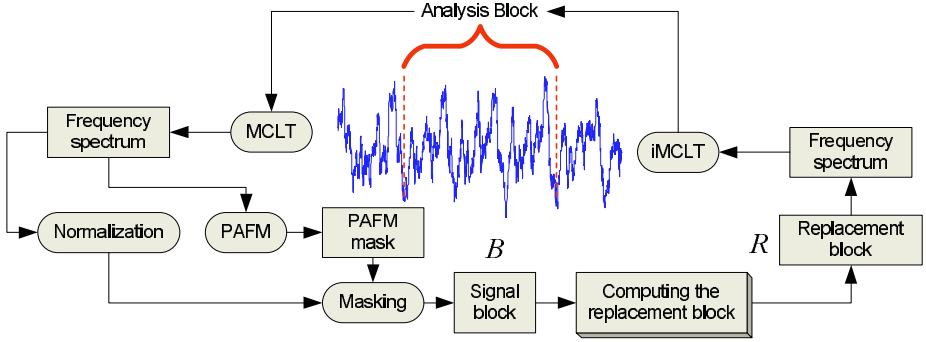 Analysis Block
Frequency
spectrum
MCLT
iMCLT
Frequency
spectrum
Normalization
PAFM
PAFM
mask
B
R
Replacement
block
Masking
Signal
block
Computing the
replacement block